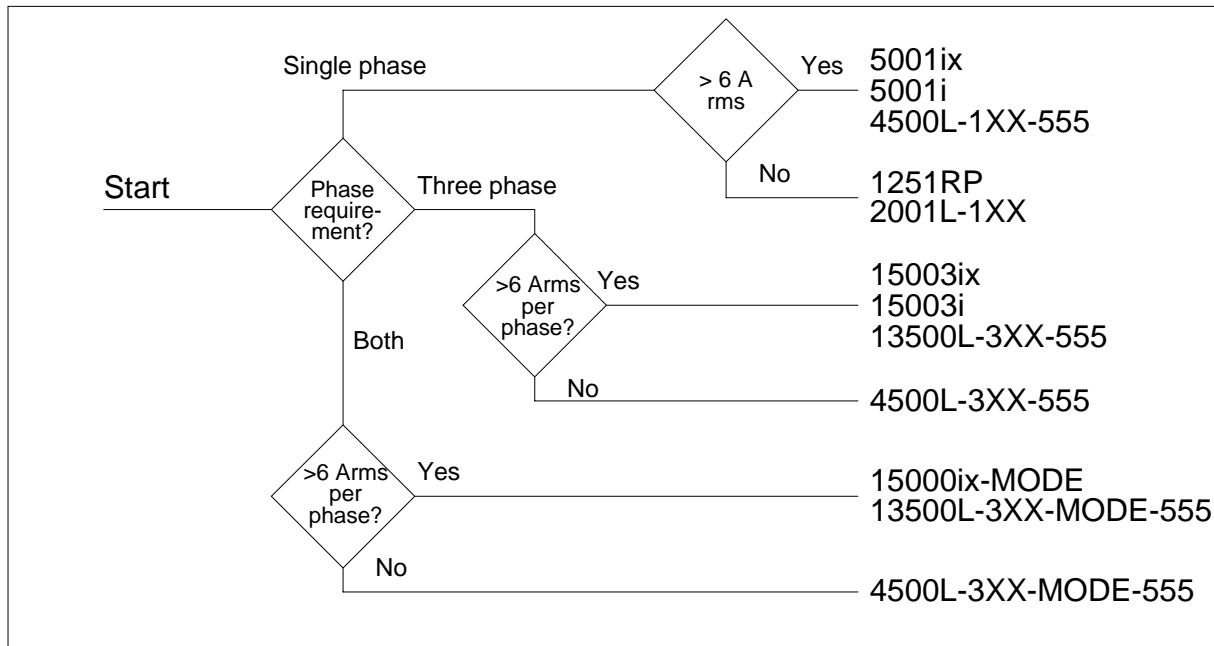 Single phase
> 6 A
rms
Yes
5001ix
5001i
4500L-1XX-555
No
1251RP
2001L-1XX
Start
Phase
require-
ment?
Three phase
>6 Arms
per
phase?
Yes
15003ix
15003i
13500L-3XX-555
No
4500L-3XX-555
Both
>6 Arms
per
phase?
Yes
15000ix-MODE
13500L-3XX-MODE-555
No
4500L-3XX-MODE-555